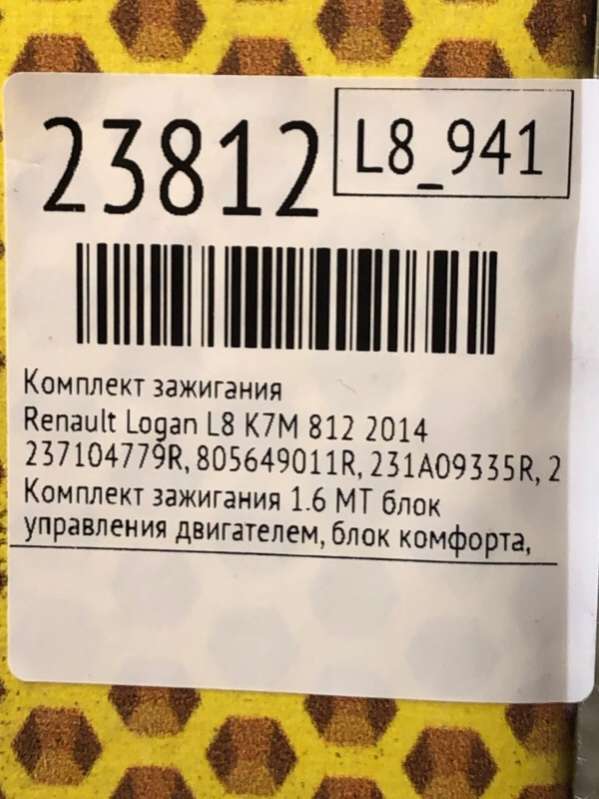 23812
L8_941
Комплект зажигания
Renault Logan L8 K7M 812 2014
237104779R, 805649011R, 231A09335R, 2
Комплект зажигания 1.6 МТ блок
управления двигателем, блок комфорта,